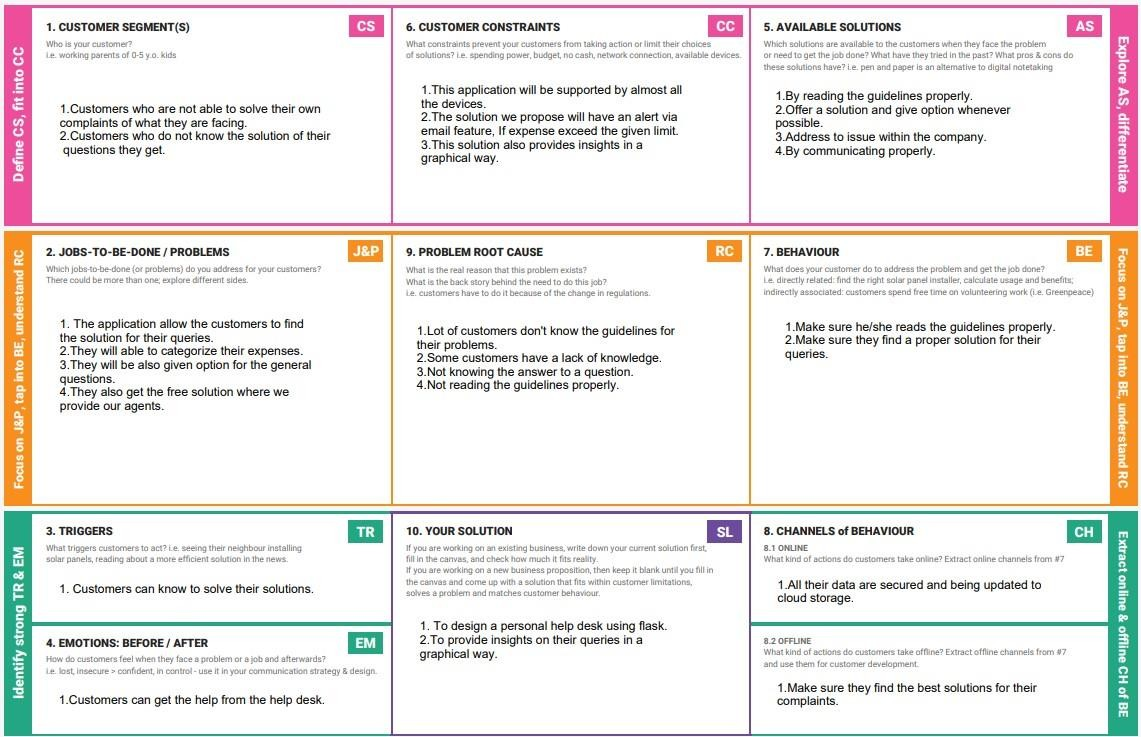 Define CS, fit into CC
1. CUSTOMER SEGMENT(S)
CS
Who is your customer?
i.e. working parents of 0-5 y.o. kids
1.Customers who are not able to solve their own
complaints of what they are facing.
2.Customers who do not know the solution of their
questions they get.
6. CUSTOMER CONSTRAINTS
CC
What constraints prevent your customers from taking action or limit their choices
of solutions? i.e. spending power, budget, no cash, network connection, available devices.
1.This application will be supported by almost all
the devices.
2.The solution we propose will have an alert via
email feature, If expense exceed the given limit.
3.This solution also provides insights in a
graphical way.
5. AVAILABLE SOLUTIONS
AS
Which solutions are available to the customers when they face the problem
or need to get the job done? What have they tried in the past? What pros & cons do
these solutions have? i.e. pen and paper is an alternative to digital notetaking
1.By reading the guidelines properly.
2.Offer a solution and give option whenever
possible.
3.Address to issue within the company.
4.By communicating properly.
Explore AS, differentiate
Focus on J&P, tap into BE, understand RC
2. JOBS-TO-BE-DONE / PROBLEMS
J&P
Which jobs-to-be-done (or problems) do you address for your customers?
There could be more than one; explore different sides.
1. The application allow the customers to find
the solution for their queries.
2.They will able to categorize their expenses.
3.They will be also given option for the general
questions.
4.They also get the free solution where we
provide our agents.
9. PROBLEM ROOT CAUSE
RC
What is the real reason that this problem exists?
What is the back story behind the need to do this job?
i.e. customers have to do it because of the change in regulations.
1.Lot of customers don't know the guidelines for
their problems.
2.Some customers have a lack of knowledge.
3.Not knowing the answer to a question.
4.Not reading the guidelines properly.
7. BEHAVIOUR
BE
What does your customer do to address the problem and get the job done?
i.e. directly related: find the right solar panel installer, calculate usage and benefits;
indirectly associated: customers spend free time on volunteering work (i.e. Greenpeace)
1.Make sure he/she reads the guidelines properly.
2.Make sure they find a proper solution for their
queries.
Focus on J&P, tap into BE, understand RC
Identify strong TR & EM
3. TRIGGERS
TR
What triggers customers to act? i.e. seeing their neighbour installing
solar panels, reading about a more efficient solution in the news.
1. Customers can know to solve their solutions.
4. EMOTIONS: BEFORE / AFTER
EM
How do customers feel when they face a problem or a job and afterwards?
i.e. lost, insecure > confident, in control - use it in your communication strategy & design.
1.Customers can get the help from the help desk.
10. YOUR SOLUTION
SL
If you are working on an existing business, write down your current solution first,
fill in the canvas, and check how much it fits reality.
If you are working on a new business proposition, then keep it blank until you fill in
the canvas and come up with a solution that fits within customer limitations,
solves a problem and matches customer behaviour.
1. To design a personal help desk using flask.
2.To provide insights on their queries in a
graphical way.
8. CHANNELS of BEHAVIOUR
CH
8.1 ONLINE
What kind of actions do customers take online? Extract online channels from #7
1.All their data are secured and being updated to
cloud storage.
8.2 OFFLINE
What kind of actions do customers take offline? Extract offline channels from #7
and use them for customer development.
1.Make sure they find the best solutions for their
complaints.
Extract online & offline CH of BE